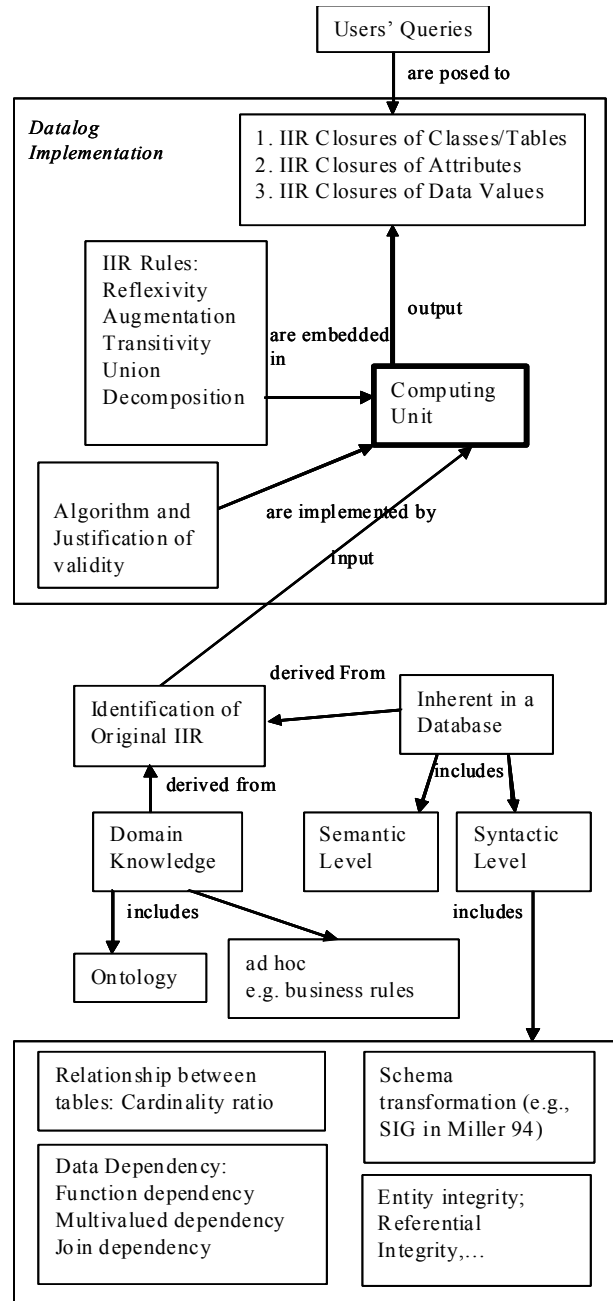 Users' Queries
are posed to
Datalog
Implementation
1. IIR Closures of Classes/Tables
2. IIR Closures of Attributes
3. IIR Closures of Data Values
IIR Rules:
Reflexivity
Augmentation
Transitivity
Union
Decomposition
are embedded
in
output
Computing
Unit
Algorithm and
Justification of
validity
are implemented by
input
derived From
Identification of
Original IIR
Inherent in a
Database
derived from
includes
Domain
Knowledge
Semantic
Level
Syntactic
Level
includes
includes
Ontology
ad hoc
e.g. business rules
Relationship between
tables: Cardinality ratio
Schema
transformation (e.g.,
SIG in Miller 94)
Data Dependency:
Function dependency
Multivalued dependency
Join dependency
Entity integrity;
Referential
Integrity,...